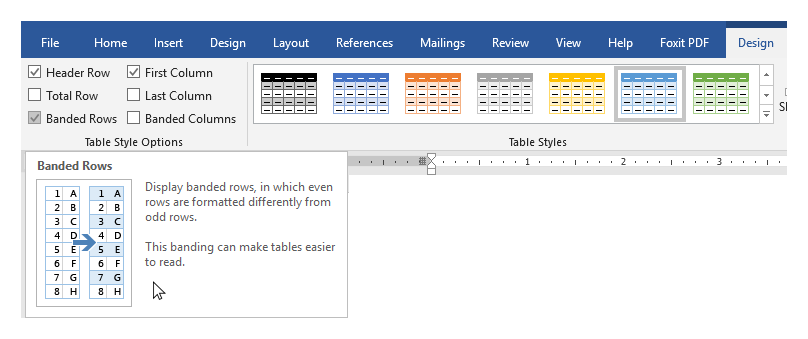 File Home Insert Design Layout References Mailings Review View Help Foxit PDF Design
Header Row First Column
Total Row Last Column
Banded Rows Banded Columns
Table Style Options Table Styles
1 2 3
Banded Rows
1 A 1 A
2 B 2 B
3 C 3 C
4 D 4 D
5 E 5 E
6 F 6 F
7 G 7 G
8 H 8 H
Display banded rows, in which even
rows are formatted differently from
odd rows.
This banding can make tables easier
to read.